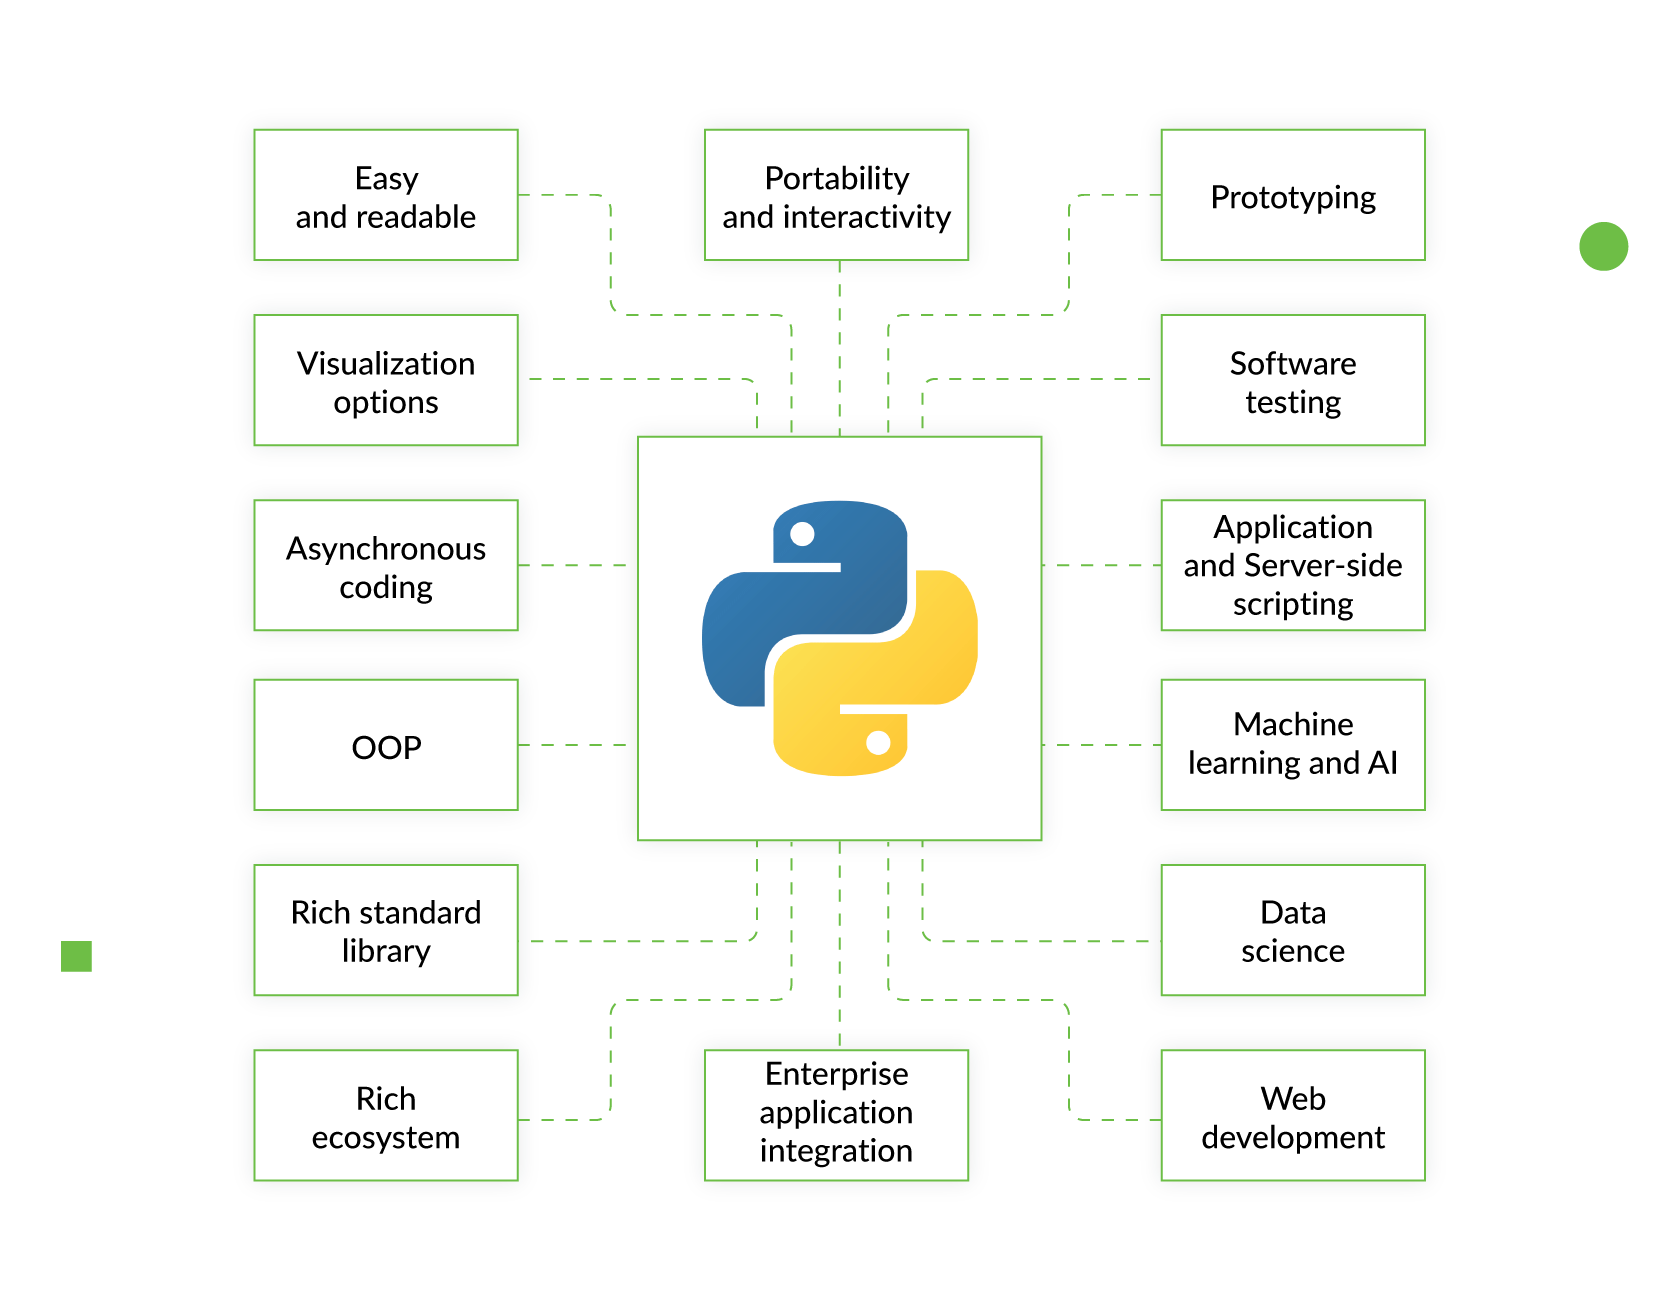 Easy
and readable
Portability
and interactivity
Prototyping
Visualization
options
Software
testing
Asynchronous
coding
Application
and Server-side
scripting
OOP
Machine
learning and AI
Rich standard
library
Data
science
Rich
ecosystem
Enterprise
application
integration
Web
development